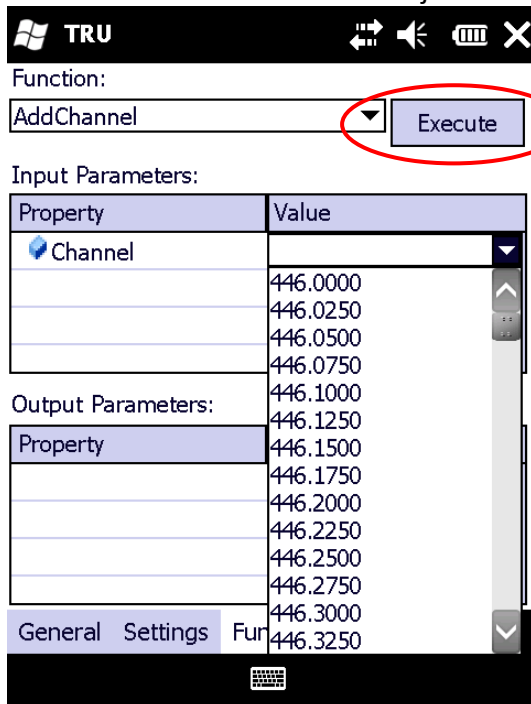 TRU
Function:
AddChannel
Execute
Input Parameters:
Property Value
Channel
446.0000
446.0250
446.0500
446.0750
446.1000
446.1250
446.1500
446.1750
446.2000
446.2250
446.2500
446.2750
446.3000
446.3250
Output Parameters:
Property
General Settings Fun